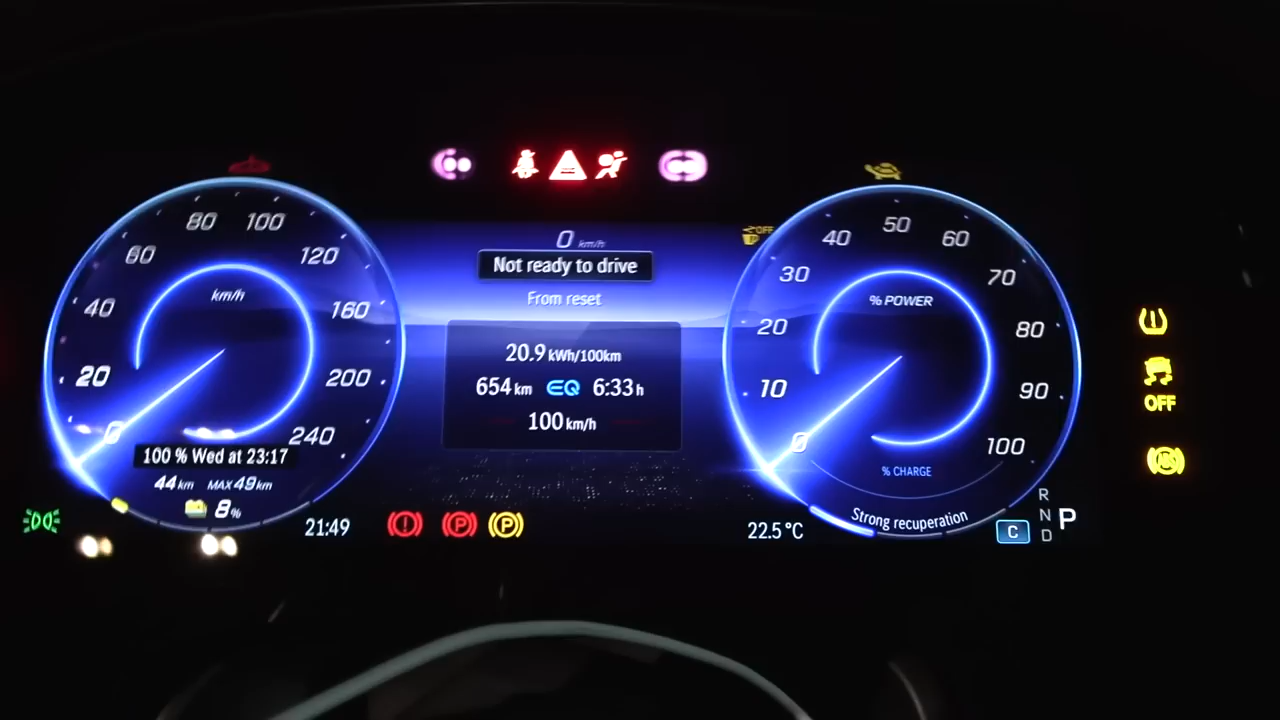 0 km/h
Not ready to drive
From reset
20.9 kWh/100km
654 km EQ 6:33 h
100 km/h
80 100
60 120
km/h
40 160
20 200
0 240
100 % Wed at 23:17
44 km MAX 49 km
8 %
21:49
OFF
50
40 60
30 70
% POWER
20 80
10 90
0 100
% CHARGE
Strong recuperation
22.5 °C
C
R
N P
D
OFF